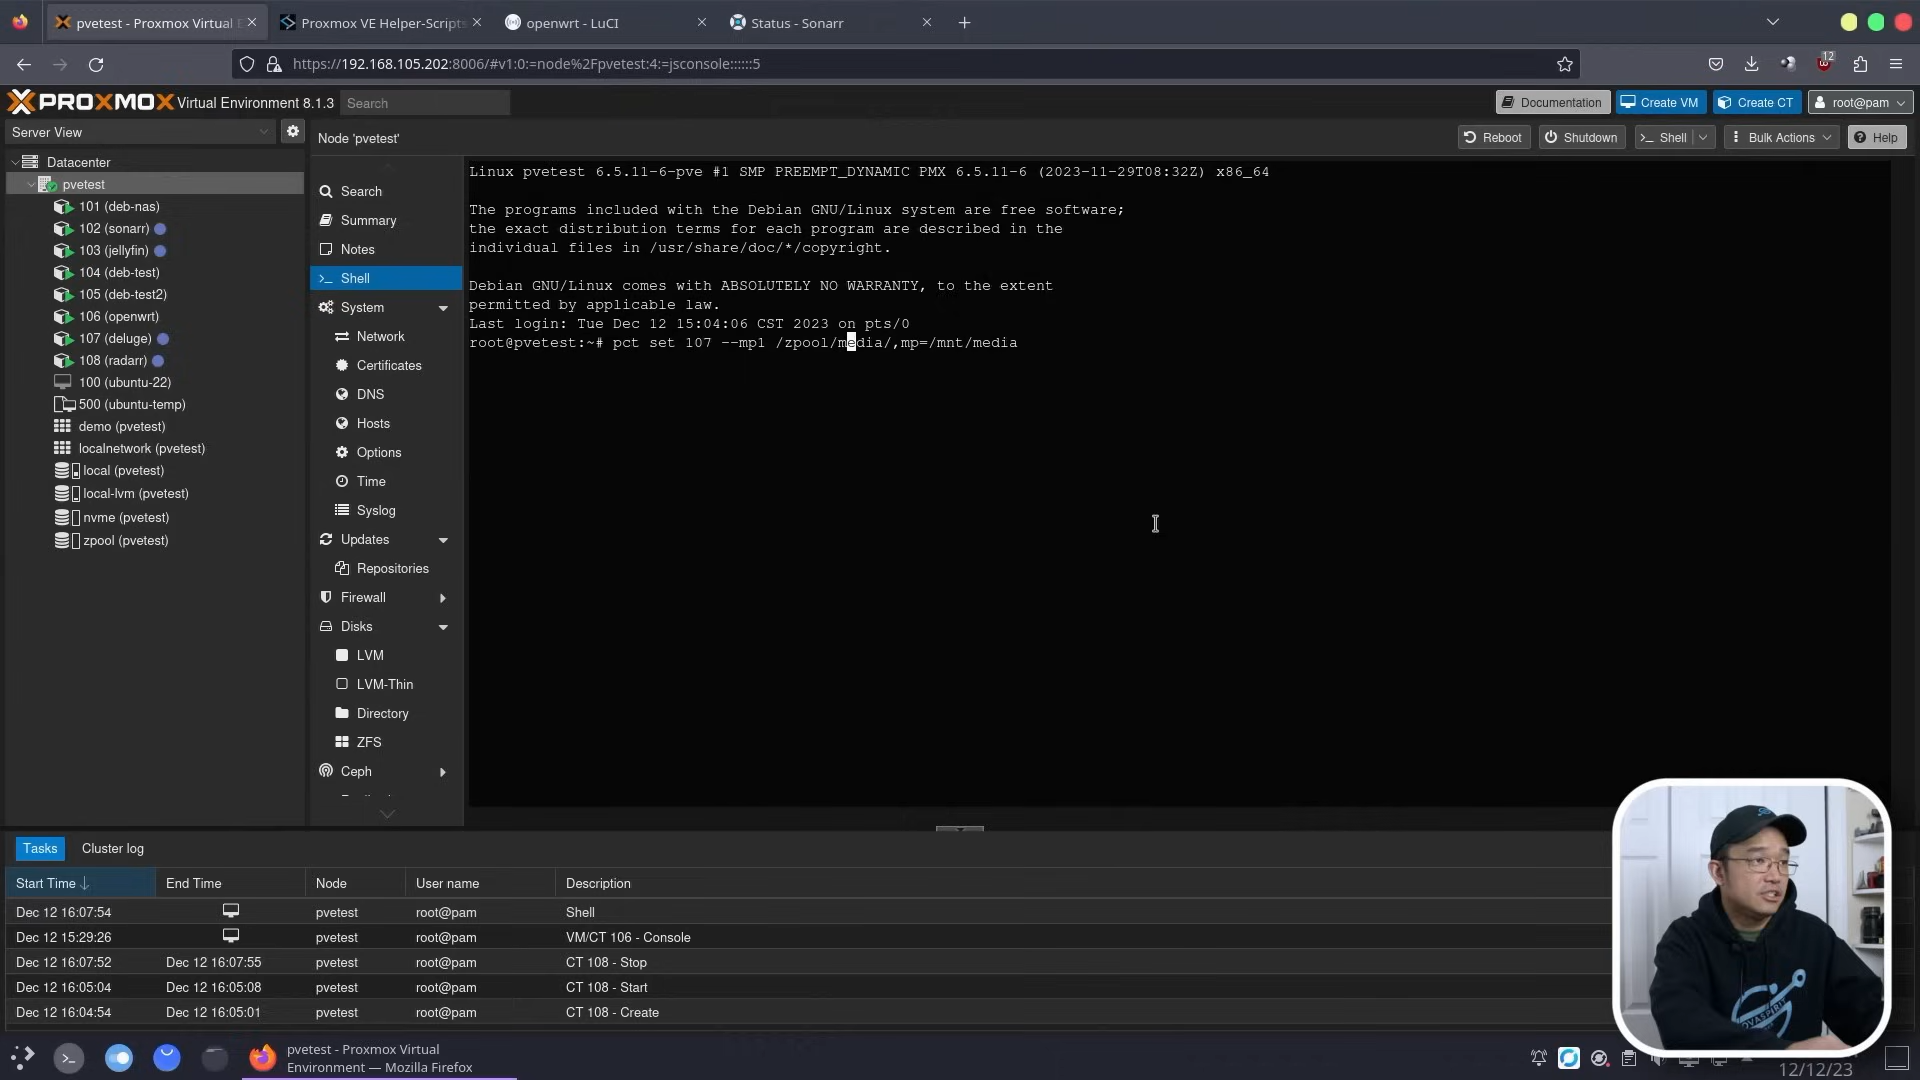 pvetest - Proxmox Virtual E
Proxmox VE Helper-Scripts
openwrt - LuCI
Status - Sonarr
https://192.168.105.202:8006/#v1:0:=node%2Fpvetest:4:=jsconsole::::::5
12
PROXMOX Virtual Environment 8.1.3
Search
Documentation
Create VM
Create CT
root@pam
Server View
Node 'pvetest'
Reboot
Shutdown
Shell
Bulk Actions
Help
Datacenter
pvetest
101 (deb-nas)
102 (sonarr)
103 (jellyfin)
104 (deb-test)
105 (deb-test2)
106 (openwrt)
107 (deluge)
108 (radarr)
100 (ubuntu-22)
500 (ubuntu-temp)
demo (pvetest)
localnetwork (pvetest)
local (pvetest)
local-lvm (pvetest)
nvme (pvetest)
zpool (pvetest)
Search
Summary
Notes
Shell
System
Network
Certificates
DNS
Hosts
Options
Time
Syslog
Updates
Repositories
Firewall
Disks
LVM
LVM-Thin
Directory
ZFS
Ceph
Linux pvetest 6.5.11-6-pve #1 SMP PREEMPT_DYNAMIC PMX 6.5.11-6 (2023-11-29T08:32Z) x86_64
The programs included with the Debian GNU/Linux system are free software;
the exact distribution terms for each program are described in the
individual files in /usr/share/doc/*/copyright.
Debian GNU/Linux comes with ABSOLUTELY NO WARRANTY, to the extent
permitted by applicable law.
Last login: Tue Dec 12 15:04:06 CST 2023 on pts/0
root@pvetest:~# pct set 107 --mp1 /zpool/media/,mp=/mnt/media
Tasks
Cluster log
Start Time
End Time
Node
User name
Description
Dec 12 16:07:54 pvetest root@pam Shell
Dec 12 15:29:26 pvetest root@pam VM/CT 106 - Console
Dec 12 16:07:52 Dec 12 16:07:55 pvetest root@pam CT 108 - Stop
Dec 12 16:05:04 Dec 12 16:05:08 pvetest root@pam CT 108 - Start
Dec 12 16:04:54 Dec 12 16:05:01 pvetest root@pam CT 108 - Create
pvetest - Proxmox Virtual
Environment — Mozilla Firefox
12/12/23